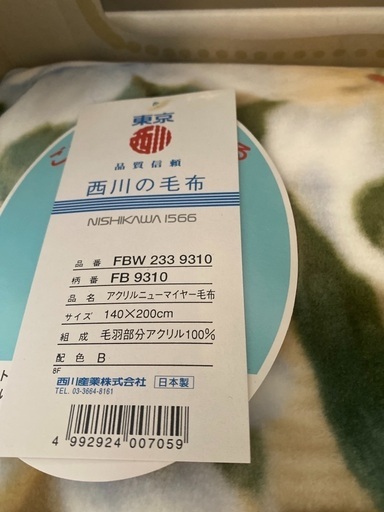 東京
西川
品質信頼
西川の毛布
NISHIKAWA 1566
品番 FBW 233 9310
柄番 FB 9310
品名 アクリルニューマイヤー毛布
サイズ 140×200cm
組成 毛羽部分アクリル100%
配色 B
8F
西川産業株式会社 日本製
TEL. 03-3664-8161
4 992924 007059
ト
ル